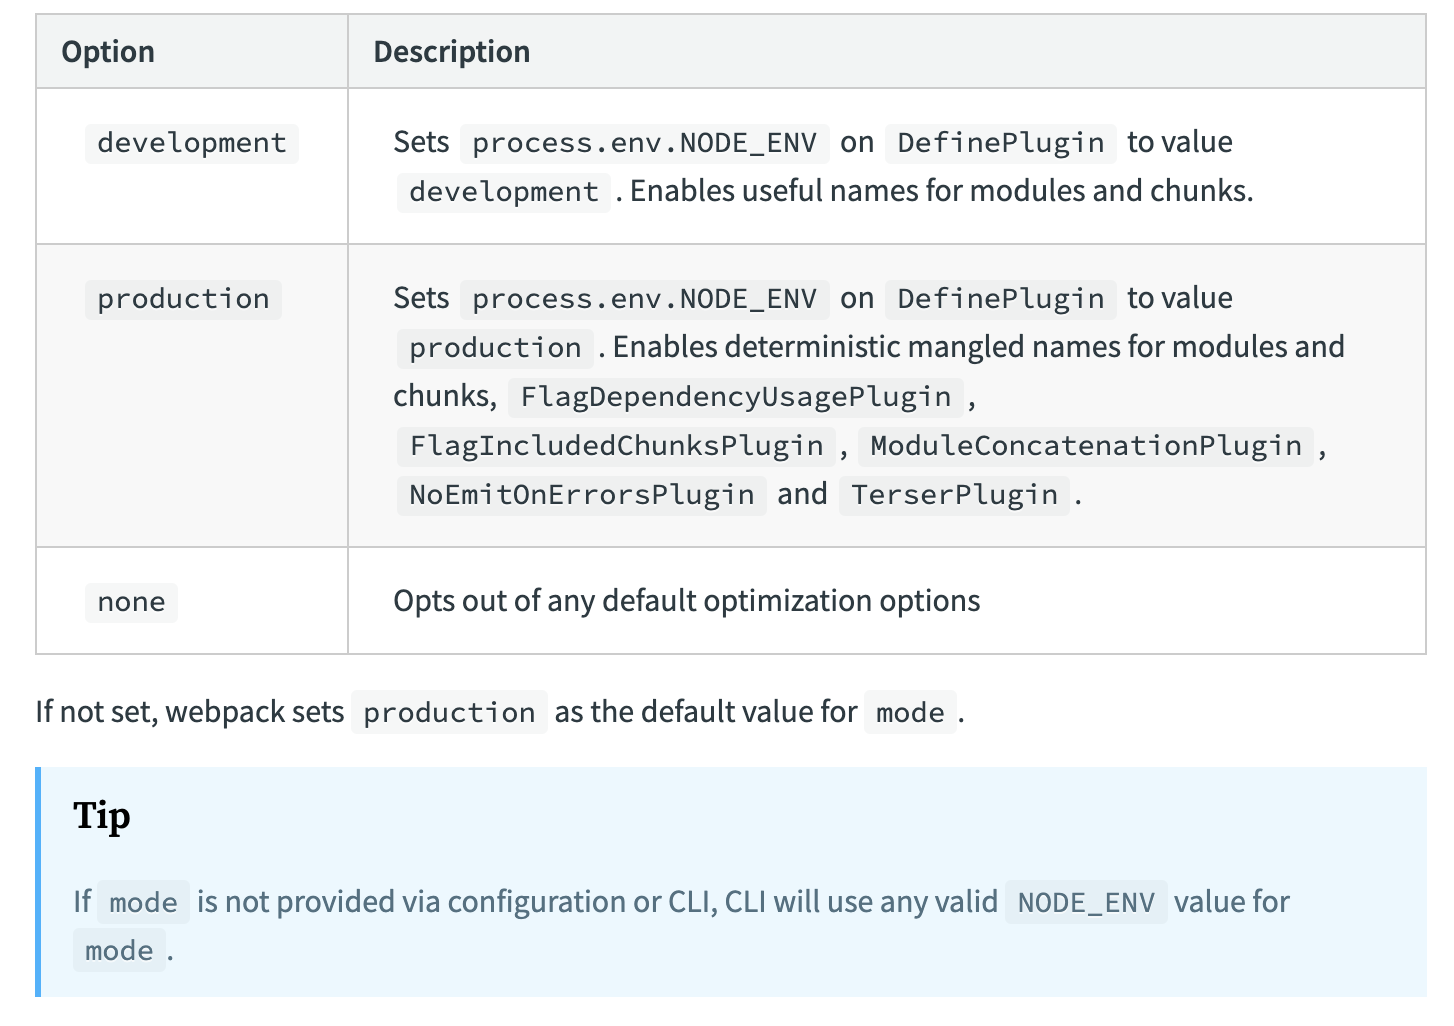 Option Description
development Sets process.env.NODE_ENV on DefinePlugin to value
development . Enables useful names for modules and chunks.
production Sets process.env.NODE_ENV on DefinePlugin to value
production . Enables deterministic mangled names for modules and
chunks, FlagDependencyUsagePlugin ,
FlagIncludedChunksPlugin , ModuleConcatenationPlugin ,
NoEmitOnErrorsPlugin and TerserPlugin .
none Opts out of any default optimization options
If not set, webpack sets production as the default value for mode .
Tip
If mode is not provided via configuration or CLI, CLI will use any valid NODE_ENV value for
mode .